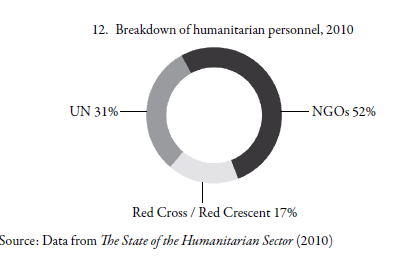 12. Breakdown of humanitarian personnel, 2010
UN 31%
NGOs 52%
Red Cross / Red Crescent 17%
Source: Data from The State of the Humanitarian Sector (2010)